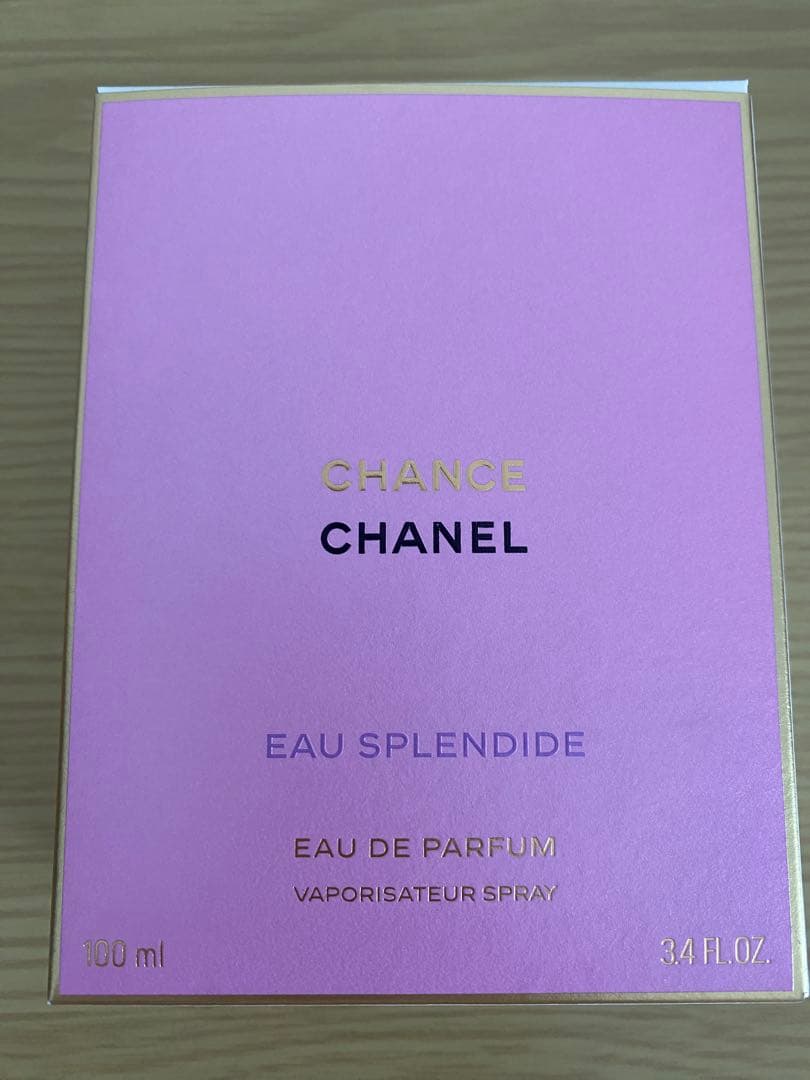 CHANCE
CHANEL
EAU SPLENDIDE
EAU DE PARFUM
VAPORISATEUR SPRAY
100 ml 3.4 FL.OZ.